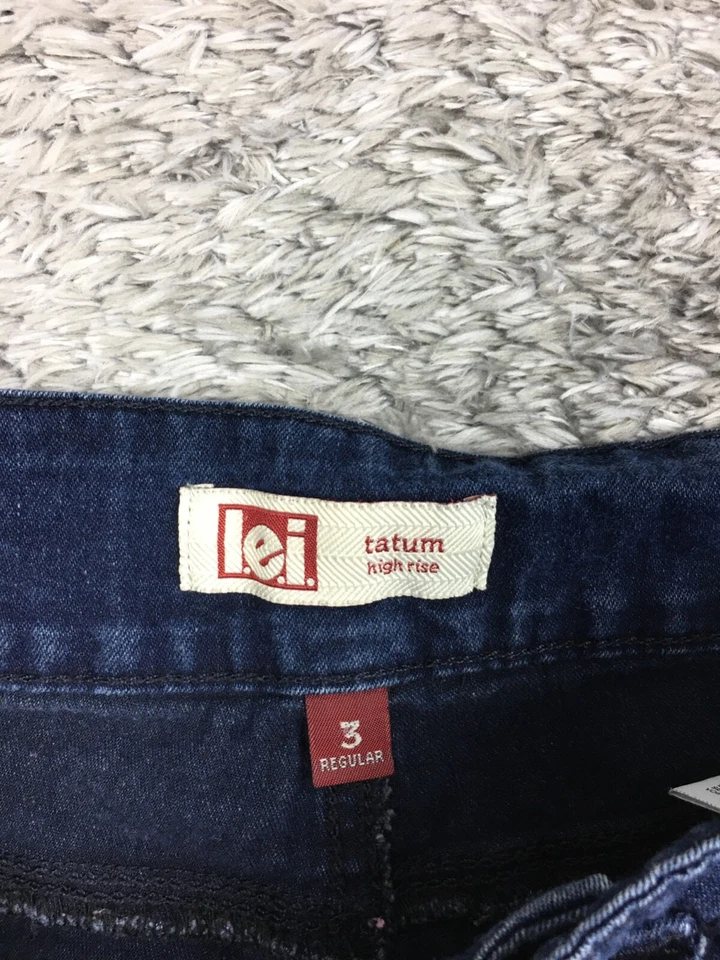 l.e.i.
tatum
high rise
3
REGULAR